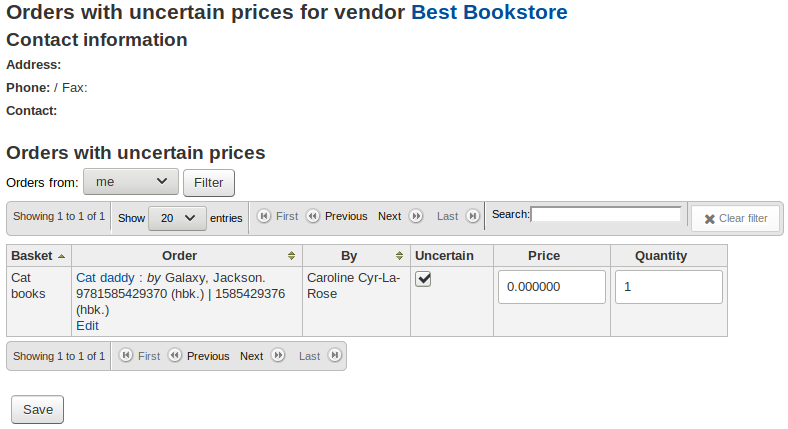 Orders with uncertain prices for vendor Best Bookstore
Contact information
Address:
Phone: / Fax:
Contact:
Orders with uncertain prices
Orders from: me Filter
Showing 1 to 1 of 1 Show 20 entries First Previous Next Last Search: Clear filter
Basket Order By Uncertain Price Quantity
Cat books Cat daddy : by Galaxy, Jackson. Caroline Cyr-La-Rose 0.000000 1
9781585429370 (hbk.) | 1585429376
(hbk.)
Edit
Showing 1 to 1 of 1 First Previous Next Last
Save